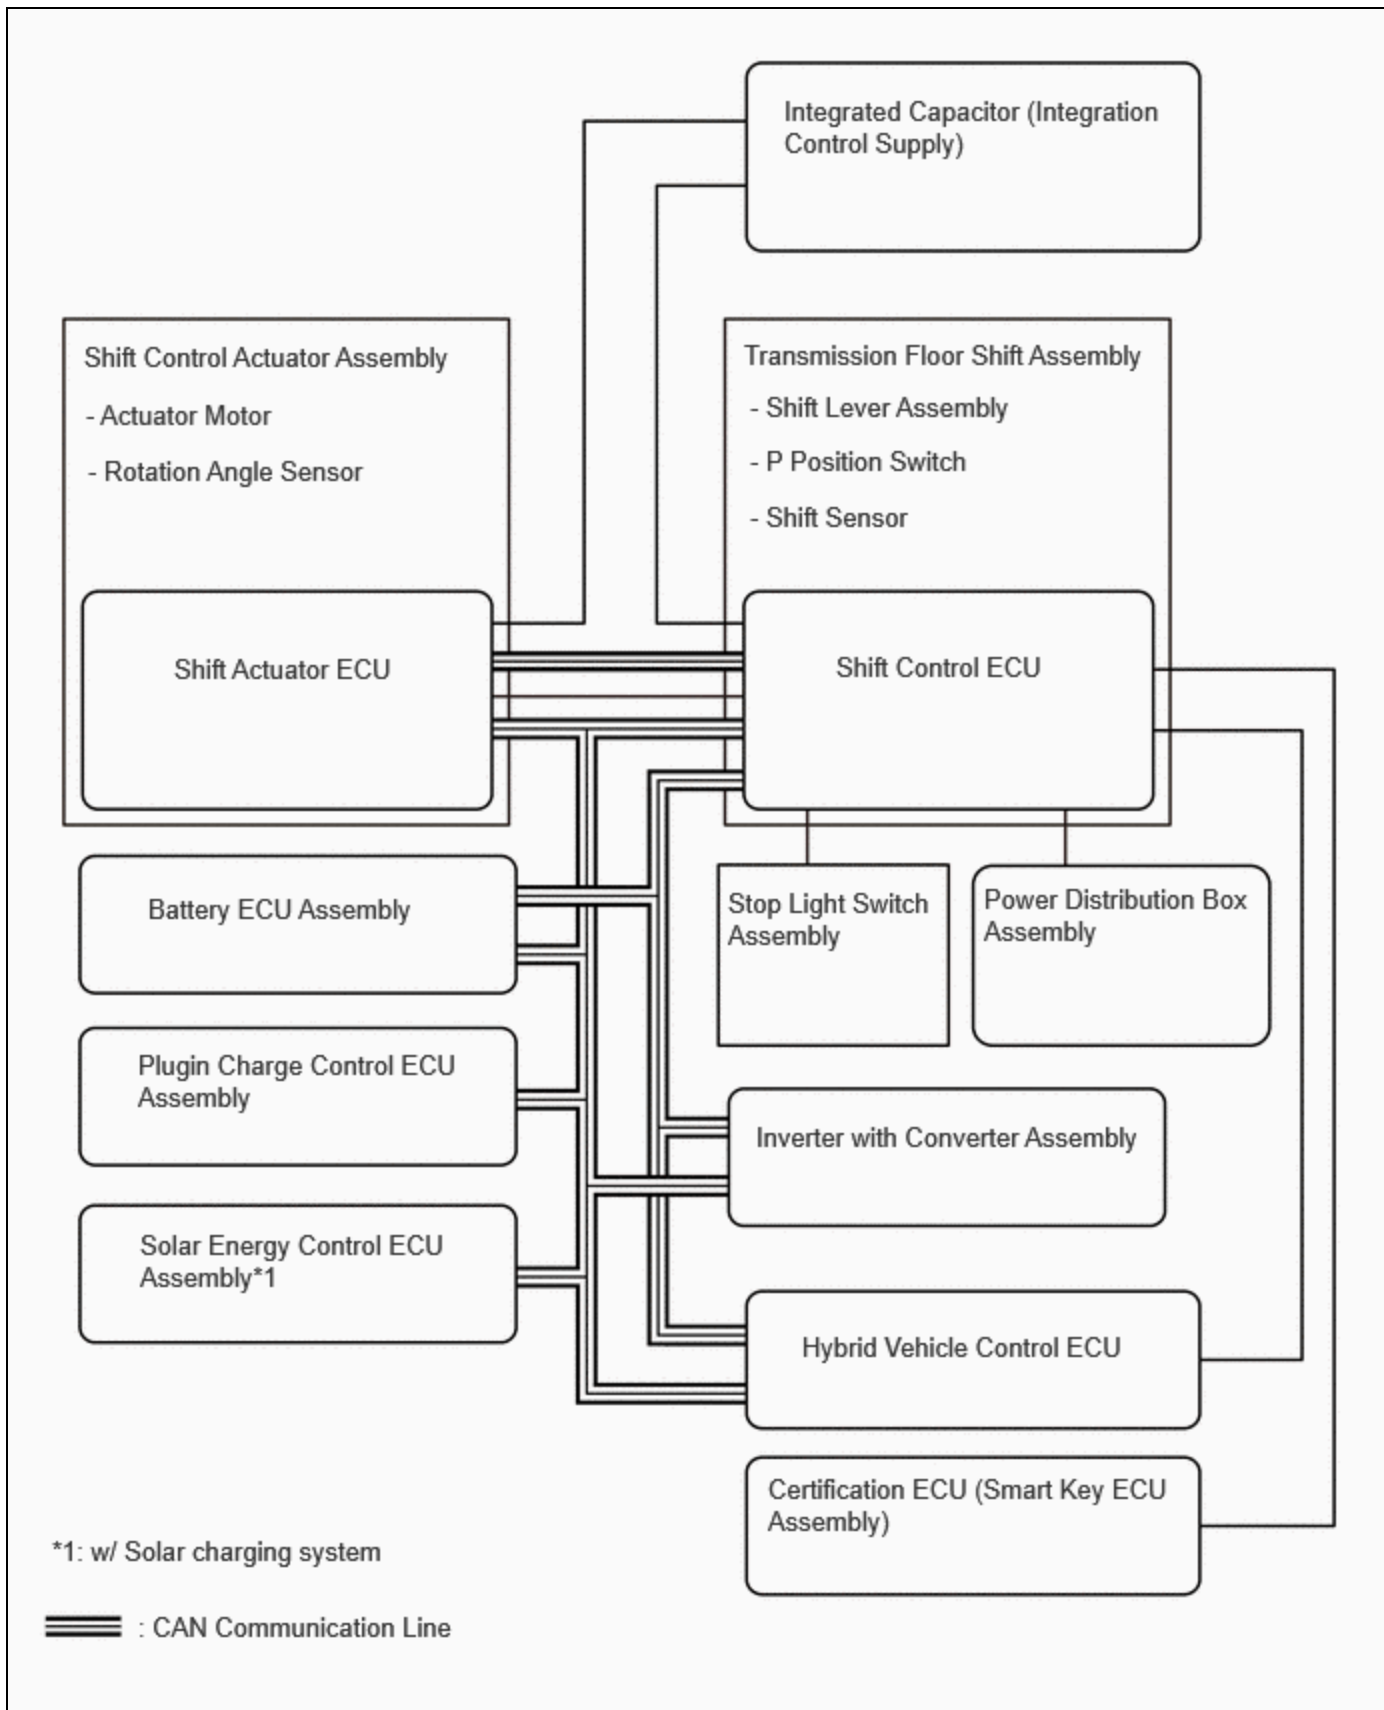 Integrated Capacitor (Integration
Control Supply)
Shift Control Actuator Assembly
- Actuator Motor
- Rotation Angle Sensor
Transmission Floor Shift Assembly
- Shift Lever Assembly
- P Position Switch
- Shift Sensor
Shift Actuator ECU
Shift Control ECU
Battery ECU Assembly
Stop Light Switch
Assembly
Power Distribution Box
Assembly
Plugin Charge Control ECU
Assembly
Inverter with Converter Assembly
Solar Energy Control ECU
Assembly*1
Hybrid Vehicle Control ECU
Certification ECU (Smart Key ECU
Assembly)
*1: w/ Solar charging system
: CAN Communication Line